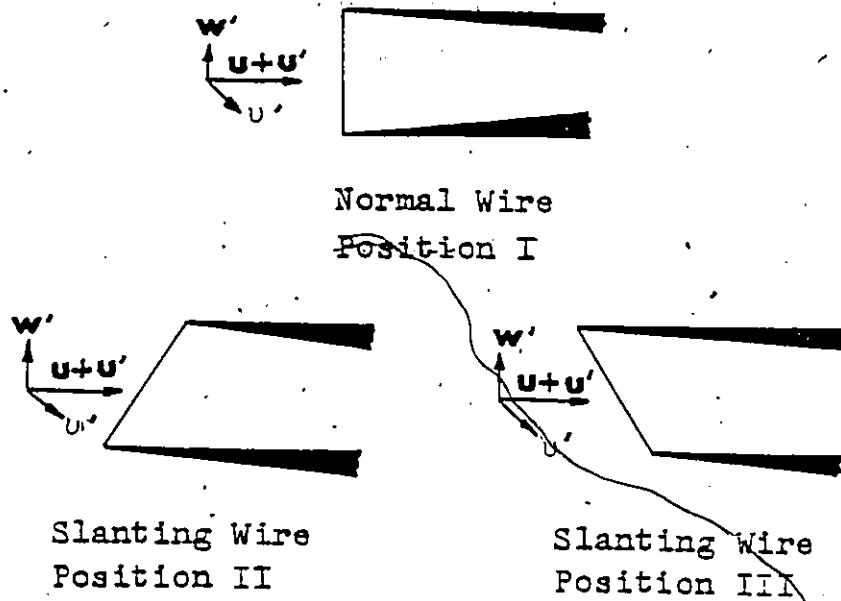 W'
U+U'
U'
Normal Wire
Position I
W'
U+U'
U'
W'
U+U'
U'
Slanting Wire
Position II
Slanting Wire
Position III